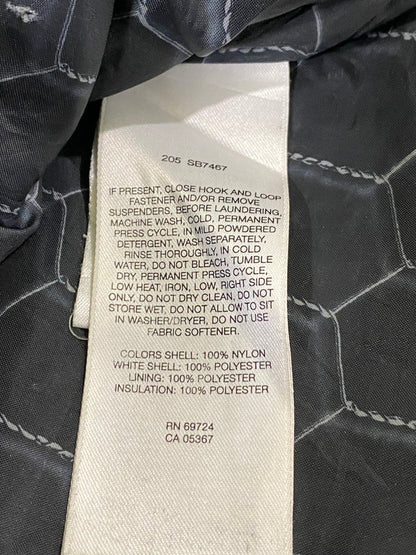 205 SB7467
IF PRESENT, CLOSE HOOK AND LOOP
FASTENER AND/OR REMOVE
SUSPENDERS, BEFORE LAUNDERING.
MACHINE WASH, COLD, PERMANENT
PRESS CYCLE, IN MILD POWDERED
DETERGENT, WASH SEPARATELY,
RINSE THOROUGHLY, IN COLD
WATER, DO NOT BLEACH, TUMBLE
DRY, PERMANENT PRESS CYCLE,
LOW HEAT, IRON, LOW, RIGHT SIDE
ONLY, DO NOT DRY CLEAN, DO NOT
STORE WET, DO NOT ALLOW TO SIT
IN WASHER/DRYER, DO NOT USE
FABRIC SOFTENER.
COLORS SHELL: 100% NYLON
WHITE SHELL: 100% POLYESTER
LINING: 100% POLYESTER
INSULATION: 100% POLYESTER
RN 69724
CA 05367